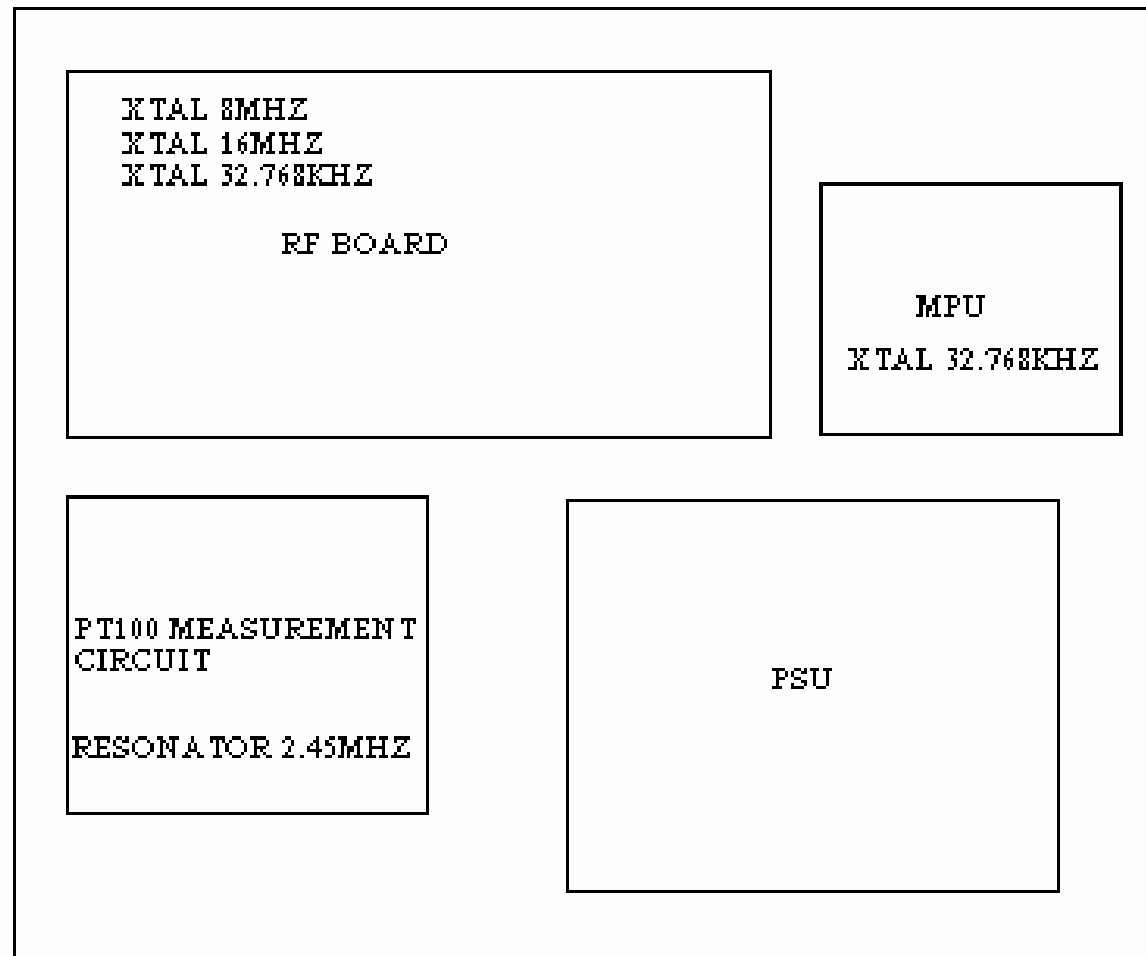 XTAL 8MHZ
XTAL 16MHZ
XTAL 32.768KHZ
RF BOARD
MPU
XTAL 32.768KHZ
PT100 MEASUREMENT
CIRCUIT
RESONATOR 2.45MHZ
PSU